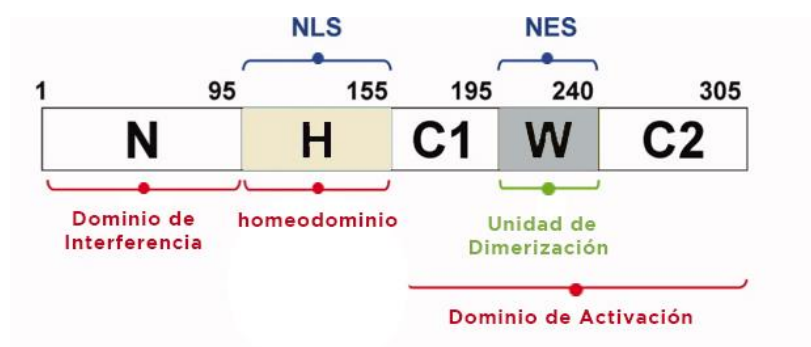 NLS NES
1 95 155 195 240 305
N H C1 W C2
Dominio de
Interferencia
homeodominio
Unidad de
Dimerización
Dominio de Activación